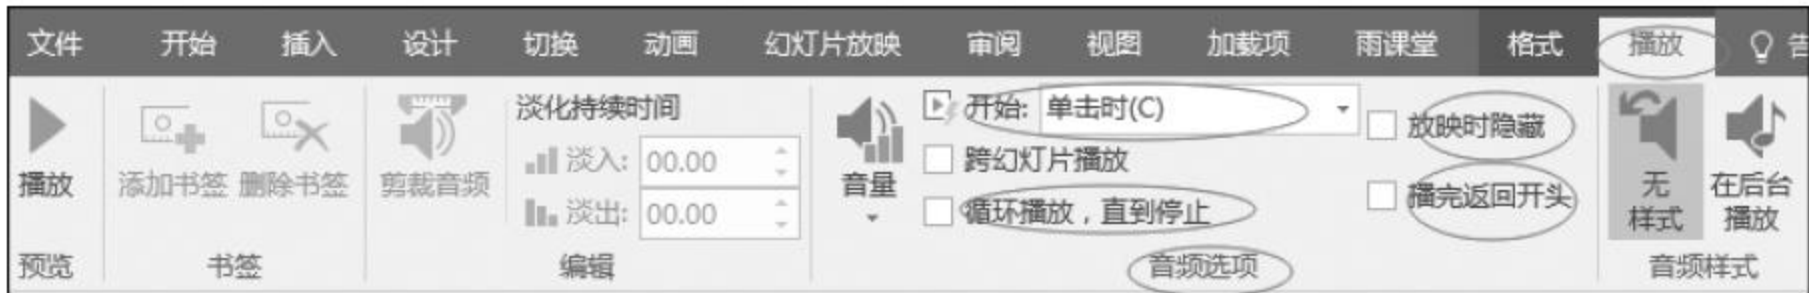 文件 开始 插入 设计 切换 动画 幻灯片放映 审阅 视图 加载项 雨课堂 格式 播放 告
播放
预览
添加书签 删除书签
书签
剪裁音频
淡化持续时间
淡入: 00.00
淡出: 00.00
编辑
音量
开始: 单击时(C)
跨幻灯片播放
循环播放，直到停止
放映时隐藏
播完返回开头
音频选项
无
样式
在后台
播放
音频样式